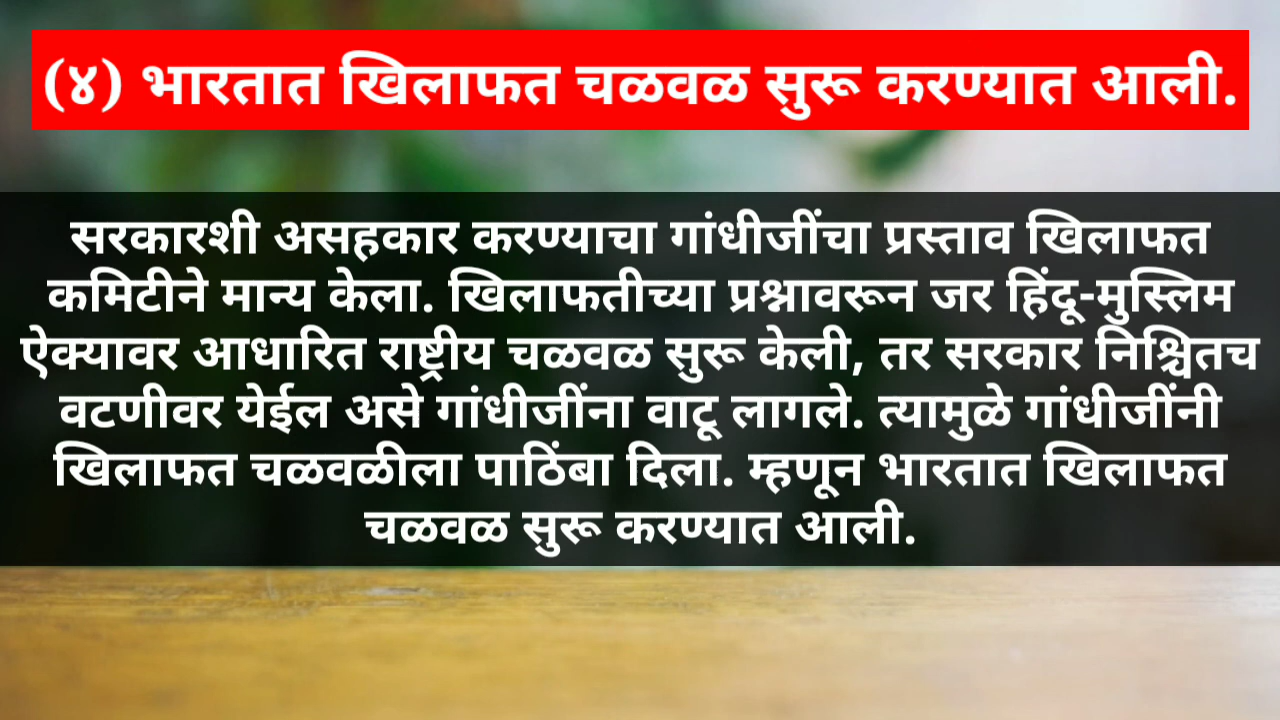 (४) भारतात खिलाफत चळवळ सुरू करण्यात आली.
सरकारशी असहकार करण्याचा गांधीजींचा प्रस्ताव खिलाफत
कमिटीने मान्य केला. खिलाफतीच्या प्रश्नावरून जर हिंदू-मुस्लिम
ऐक्यावर आधारित राष्ट्रीय चळवळ सुरू केली, तर सरकार निश्चितच
वटणीवर येईल असे गांधीजींना वाटू लागले. त्यामुळे गांधीजींनी
खिलाफत चळवळीला पाठिंबा दिला. म्हणून भारतात खिलाफत
चळवळ सुरू करण्यात आली.